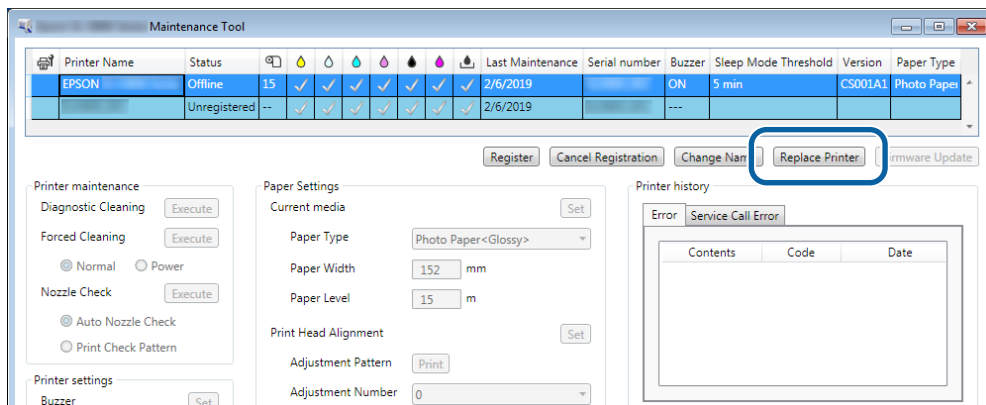 Maintenance Tool
Printer Name Status Last Maintenance Serial number Buzzer Sleep Mode Threshold Version Paper Type
EPSON Offline 15 2/6/2019 ON 5 min CS001A1 Photo Paper
Unregistered -- 2/6/2019 ---
Register Cancel Registration Change Nam Replace Printer irmware Update
Printer maintenance
Diagnostic Cleaning Execute
Forced Cleaning Execute
Normal Power
Nozzle Check Execute
Auto Nozzle Check
Print Check Pattern
Printer settings
Buzzer Set
Paper Settings
Current media Set
Paper Type Photo Paper<Glossy>
Paper Width 152 mm
Paper Level 15 m
Print Head Alignment Set
Adjustment Pattern Print
Adjustment Number 0
Printer history
Error Service Call Error
Contents Code Date